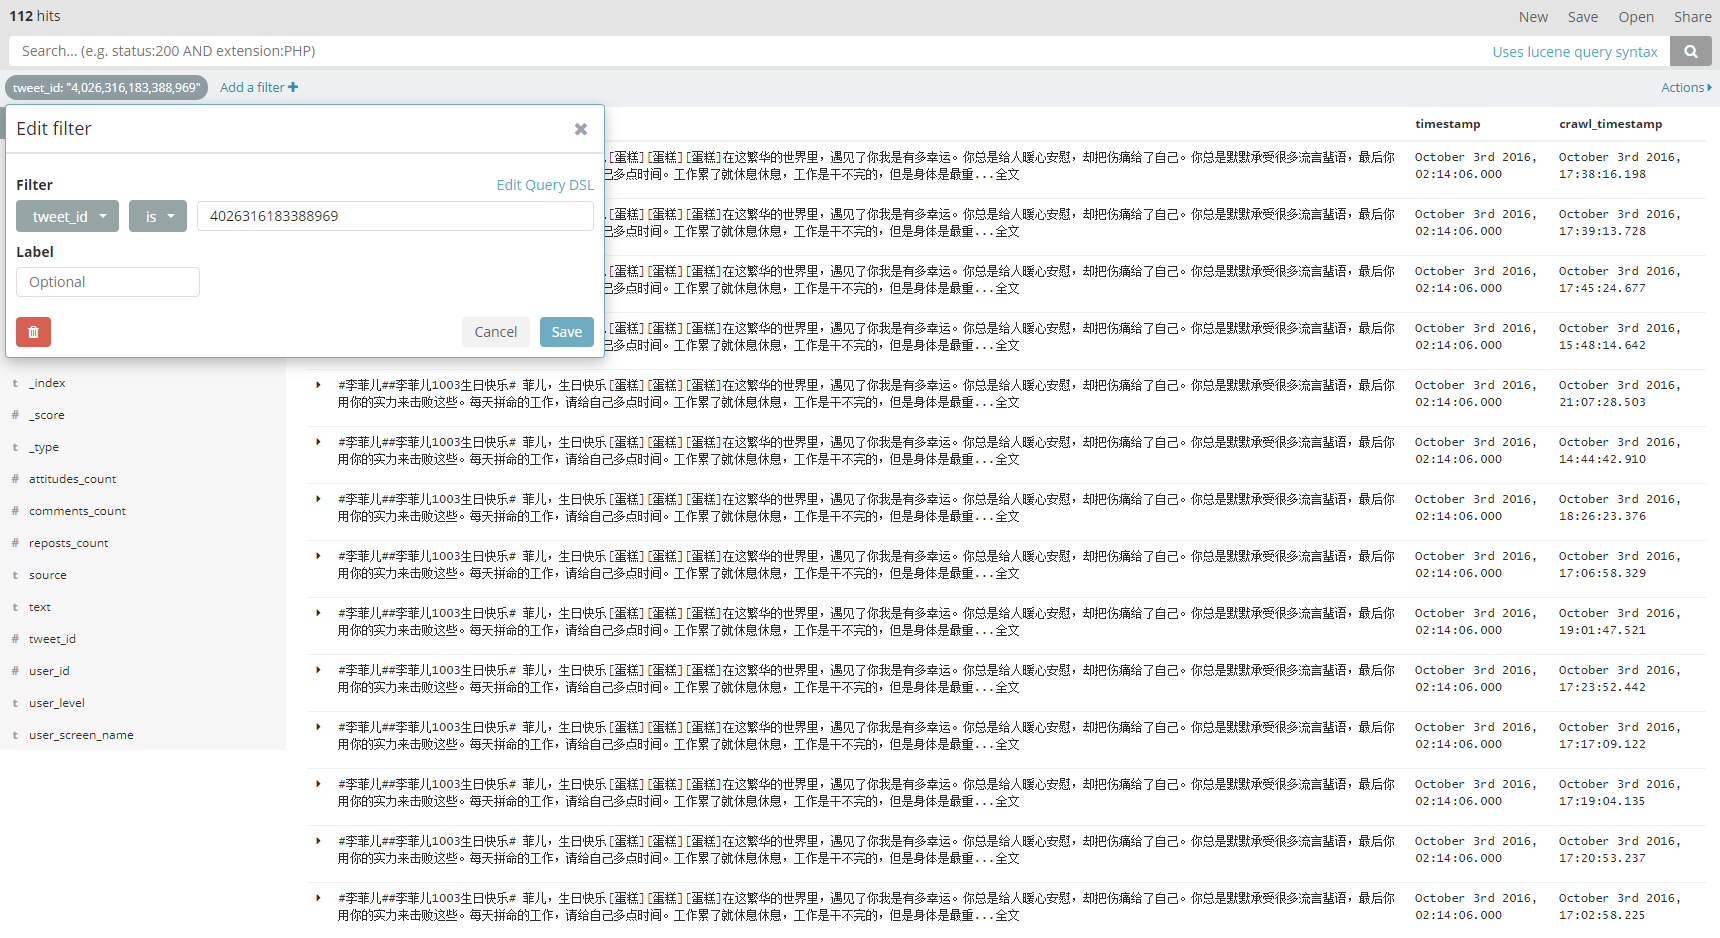 112 hits
New Save Open Share
Search... (e.g. status:200 AND extension:PHP)
Uses lucene query syntax
tweet_id: "4,026,316,183,388,969"
Add a filter
Actions
Edit filter
Filter
Edit Query DSL
tweet_id
is
4026316183388969
Label
Optional
Cancel
Save
t _index
# _score
t _type
# attitudes_count
# comments_count
# reposts_count
t source
t text
# tweet_id
# user_id
t user_level
t user_screen_name
timestamp
crawl_timestamp
[蛋糕][蛋糕][蛋糕]在这繁华的世界里，遇见了你我是有多幸运。你总是给人暖心安慰，却把伤痛给了自己。你总是默默承受很多流言蜚语，最后你
己多点时间。工作累了就休息休息，工作是干不完的，但是身体是最重...全文
October 3rd 2016,
02:14:06.000
October 3rd 2016,
17:38:16.198
[蛋糕][蛋糕][蛋糕]在这繁华的世界里，遇见了你我是有多幸运。你总是给人暖心安慰，却把伤痛给了自己。你总是默默承受很多流言蜚语，最后你
己多点时间。工作累了就休息休息，工作是干不完的，但是身体是最重...全文
October 3rd 2016,
02:14:06.000
October 3rd 2016,
17:39:13.728
[蛋糕][蛋糕][蛋糕]在这繁华的世界里，遇见了你我是有多幸运。你总是给人暖心安慰，却把伤痛给了自己。你总是默默承受很多流言蜚语，最后你
己多点时间。工作累了就休息休息，工作是干不完的，但是身体是最重...全文
October 3rd 2016,
02:14:06.000
October 3rd 2016,
17:45:24.677
[蛋糕][蛋糕][蛋糕]在这繁华的世界里，遇见了你我是有多幸运。你总是给人暖心安慰，却把伤痛给了自己。你总是默默承受很多流言蜚语，最后你
己多点时间。工作累了就休息休息，工作是干不完的，但是身体是最重...全文
October 3rd 2016,
02:14:06.000
October 3rd 2016,
15:48:14.642
#李菲儿##李菲儿1003生日快乐# 菲儿，生日快乐[蛋糕][蛋糕][蛋糕]在这繁华的世界里，遇见了你我是有多幸运。你总是给人暖心安慰，却把伤痛给了自己。你总是默默承受很多流言蜚语，最后你
用你的实力来击败这些。每天拼命的工作，请给自己多点时间。工作累了就休息休息，工作是干不完的，但是身体是最重...全文
October 3rd 2016,
02:14:06.000
October 3rd 2016,
21:07:28.503
#李菲儿##李菲儿1003生日快乐# 菲儿，生日快乐[蛋糕][蛋糕][蛋糕]在这繁华的世界里，遇见了你我是有多幸运。你总是给人暖心安慰，却把伤痛给了自己。你总是默默承受很多流言蜚语，最后你
用你的实力来击败这些。每天拼命的工作，请给自己多点时间。工作累了就休息休息，工作是干不完的，但是身体是最重...全文
October 3rd 2016,
02:14:06.000
October 3rd 2016,
14:44:42.910
#李菲儿##李菲儿1003生日快乐# 菲儿，生日快乐[蛋糕][蛋糕][蛋糕]在这繁华的世界里，遇见了你我是有多幸运。你总是给人暖心安慰，却把伤痛给了自己。你总是默默承受很多流言蜚语，最后你
用你的实力来击败这些。每天拼命的工作，请给自己多点时间。工作累了就休息休息，工作是干不完的，但是身体是最重...全文
October 3rd 2016,
02:14:06.000
October 3rd 2016,
18:26:23.376
#李菲儿##李菲儿1003生日快乐# 菲儿，生日快乐[蛋糕][蛋糕][蛋糕]在这繁华的世界里，遇见了你我是有多幸运。你总是给人暖心安慰，却把伤痛给了自己。你总是默默承受很多流言蜚语，最后你
用你的实力来击败这些。每天拼命的工作，请给自己多点时间。工作累了就休息休息，工作是干不完的，但是身体是最重...全文
October 3rd 2016,
02:14:06.000
October 3rd 2016,
17:06:58.329
#李菲儿##李菲儿1003生日快乐# 菲儿，生日快乐[蛋糕][蛋糕][蛋糕]在这繁华的世界里，遇见了你我是有多幸运。你总是给人暖心安慰，却把伤痛给了自己。你总是默默承受很多流言蜚语，最后你
用你的实力来击败这些。每天拼命的工作，请给自己多点时间。工作累了就休息休息，工作是干不完的，但是身体是最重...全文
October 3rd 2016,
02:14:06.000
October 3rd 2016,
19:01:47.521
#李菲儿##李菲儿1003生日快乐# 菲儿，生日快乐[蛋糕][蛋糕][蛋糕]在这繁华的世界里，遇见了你我是有多幸运。你总是给人暖心安慰，却把伤痛给了自己。你总是默默承受很多流言蜚语，最后你
用你的实力来击败这些。每天拼命的工作，请给自己多点时间。工作累了就休息休息，工作是干不完的，但是身体是最重...全文
October 3rd 2016,
02:14:06.000
October 3rd 2016,
17:23:52.442
#李菲儿##李菲儿1003生日快乐# 菲儿，生日快乐[蛋糕][蛋糕][蛋糕]在这繁华的世界里，遇见了你我是有多幸运。你总是给人暖心安慰，却把伤痛给了自己。你总是默默承受很多流言蜚语，最后你
用你的实力来击败这些。每天拼命的工作，请给自己多点时间。工作累了就休息休息，工作是干不完的，但是身体是最重...全文
October 3rd 2016,
02:14:06.000
October 3rd 2016,
17:17:09.122
#李菲儿##李菲儿1003生日快乐# 菲儿，生日快乐[蛋糕][蛋糕][蛋糕]在这繁华的世界里，遇见了你我是有多幸运。你总是给人暖心安慰，却把伤痛给了自己。你总是默默承受很多流言蜚语，最后你
用你的实力来击败这些。每天拼命的工作，请给自己多点时间。工作累了就休息休息，工作是干不完的，但是身体是最重...全文
October 3rd 2016,
02:14:06.000
October 3rd 2016,
17:19:04.135
#李菲儿##李菲儿1003生日快乐# 菲儿，生日快乐[蛋糕][蛋糕][蛋糕]在这繁华的世界里，遇见了你我是有多幸运。你总是给人暖心安慰，却把伤痛给了自己。你总是默默承受很多流言蜚语，最后你
用你的实力来击败这些。每天拼命的工作，请给自己多点时间。工作累了就休息休息，工作是干不完的，但是身体是最重...全文
October 3rd 2016,
02:14:06.000
October 3rd 2016,
17:20:53.237
#李菲儿##李菲儿1003生日快乐# 菲儿，生日快乐[蛋糕][蛋糕][蛋糕]在这繁华的世界里，遇见了你我是有多幸运。你总是给人暖心安慰，却把伤痛给了自己。你总是默默承受很多流言蜚语，最后你
用你的实力来击败这些。每天拼命的工作，请给自己多点时间。工作累了就休息休息，工作是干不完的，但是身体是最重...全文
October 3rd 2016,
02:14:06.000
October 3rd 2016,
17:02:58.225